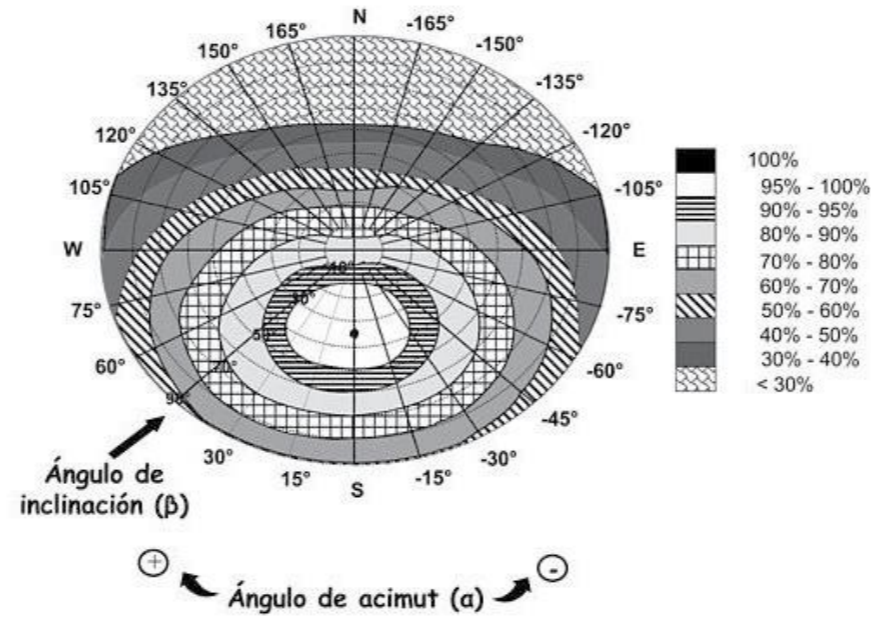 N
165°
-165°
150°
-150°
135°
-135°
120°
-120°
105°
-105°
W
E
75°
-75°
60°
-60°
-45°
30°
-30°
15°
-15°
S
10°
30°
50°
70°
90°
100%
95% - 100%
90% - 95%
80% - 90%
70% - 80%
60% - 70%
50% - 60%
40% - 50%
30% - 40%
< 30%
Ángulo de
inclinación (β)
+
Ángulo de acimut (α)
-